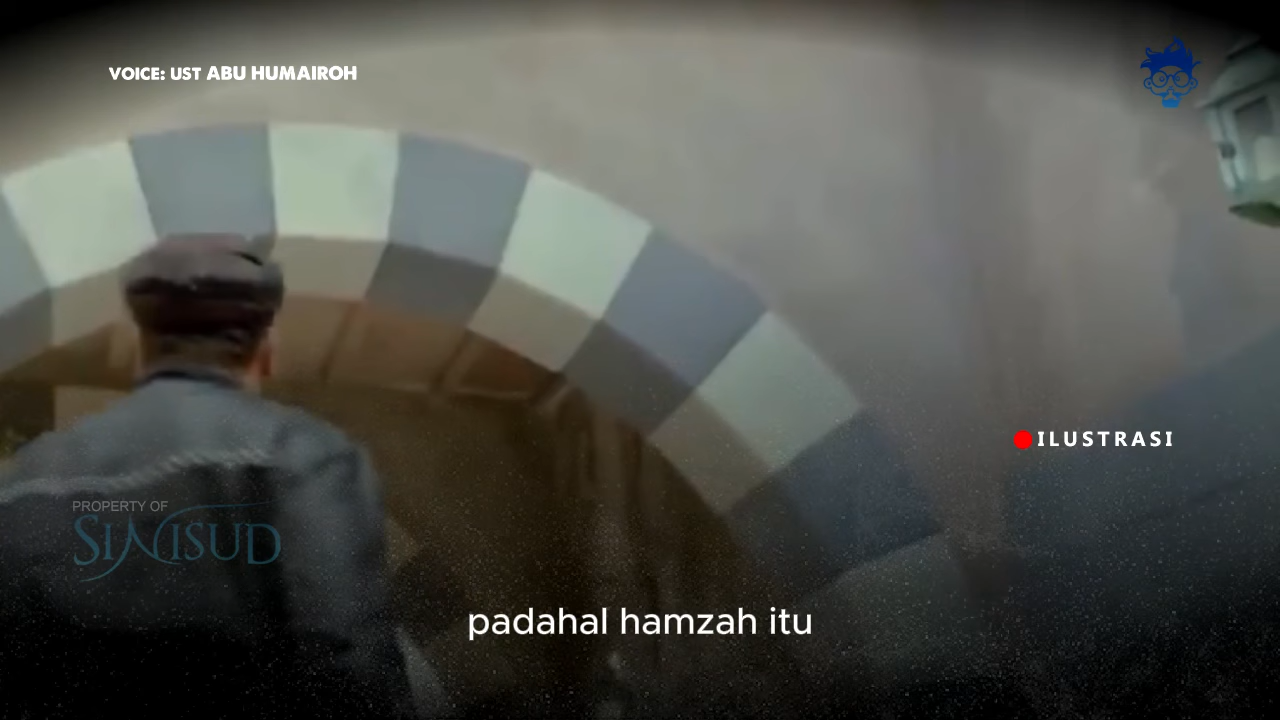 VOICE: UST ABU HUMAIROH
ILUSTRASI
PROPERTY OF
SINISUD
padahal hamzah itu